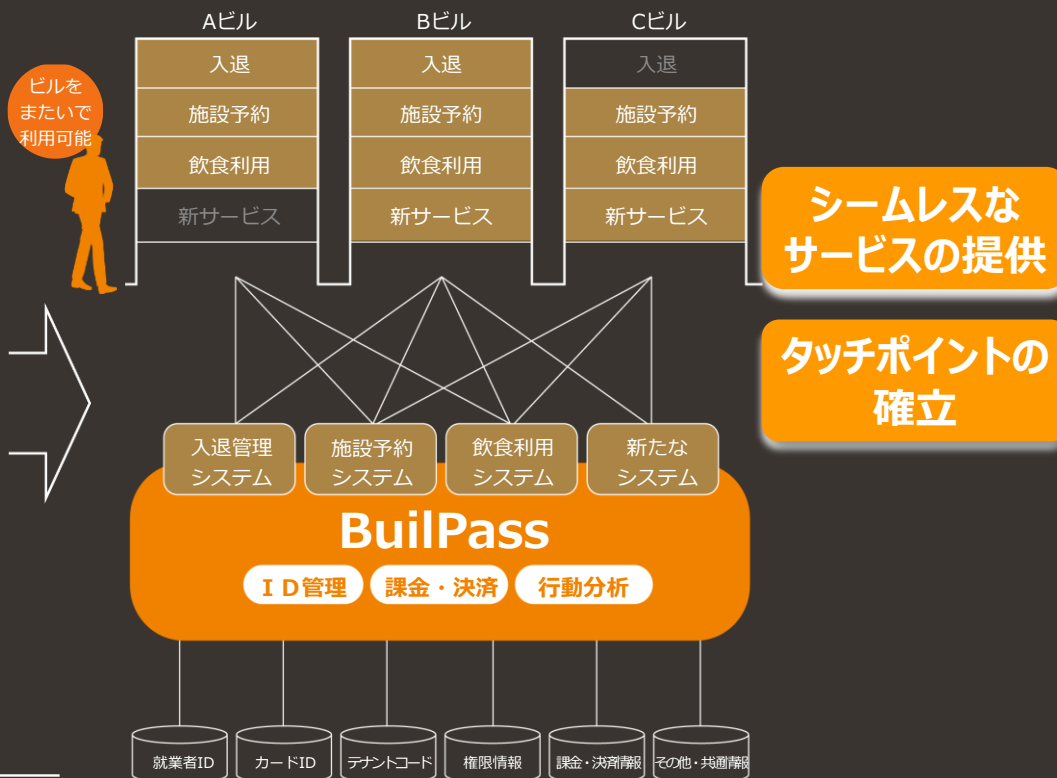 Aビル
Bビル
Cビル
ビルを
またいで
利用可能
入退
入退
入退
施設予約
施設予約
施設予約
飲食利用
飲食利用
飲食利用
新サービス
新サービス
新サービス
シームレスな
サービスの提供
タッチポイントの
確立
入退管理
システム
施設予約
システム
飲食利用
システム
新たな
システム
BuilPass
ＩＤ管理
課金・決済
行動分析
就業者ID
カードID
テナントコード
権限情報
課金・決済情報
その他・共通情報